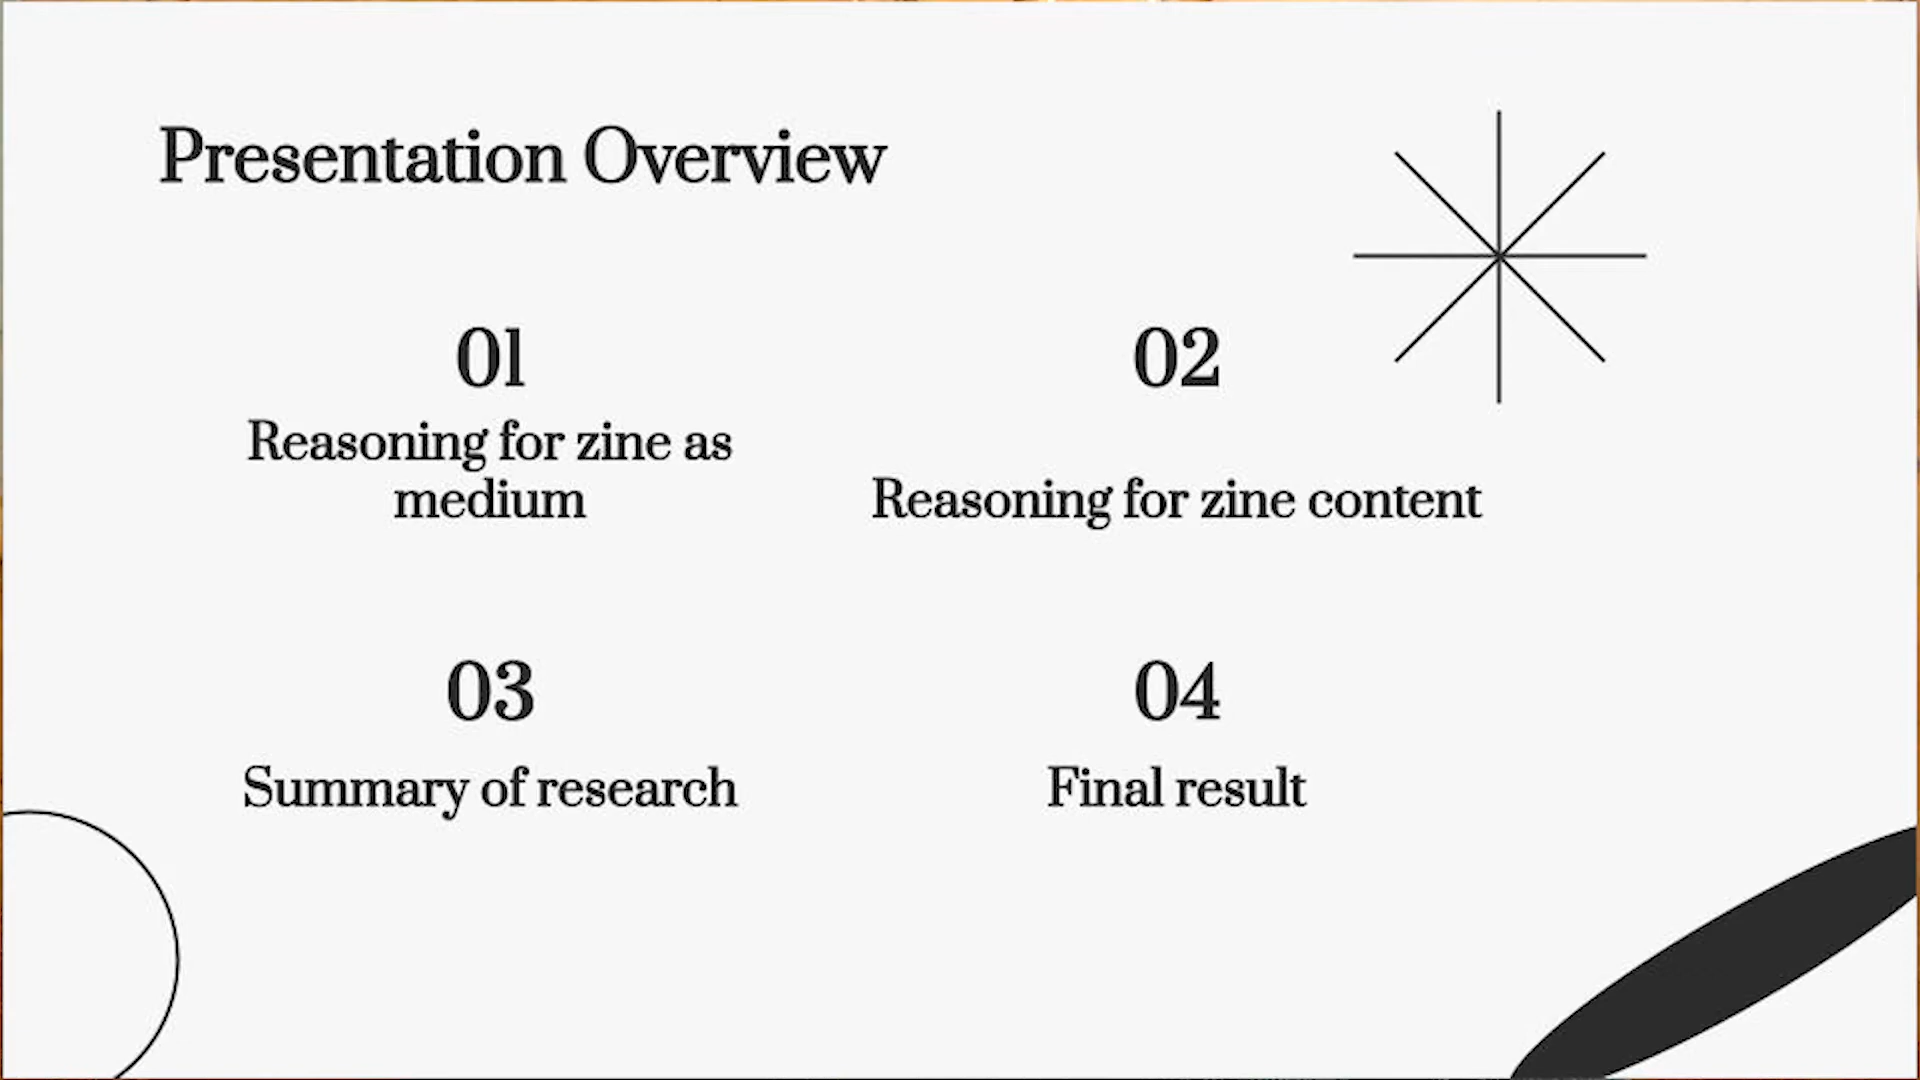 Presentation Overview
01
Reasoning for zine as
medium
02
Reasoning for zine content
03
Summary of research
04
Final result